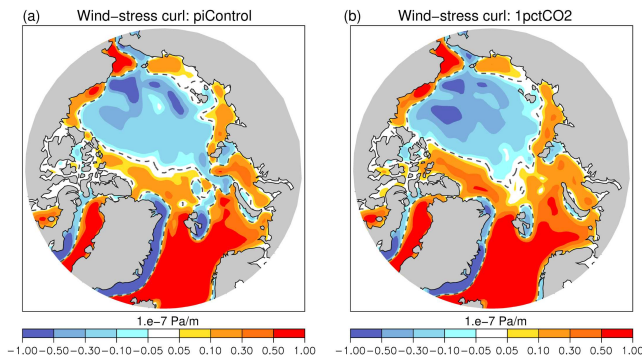 (a) Wind-stress curl: piControl
(b) Wind-stress curl: 1pctCO2
1.e-7 Pa/m
-1.00 -0.50 -0.30 -0.10 -0.05 0.05 0.10 0.30 0.50 1.00
1.e-7 Pa/m
-1.00 -0.50 -0.30 -0.10 -0.05 0.05 0.10 0.30 0.50 1.00